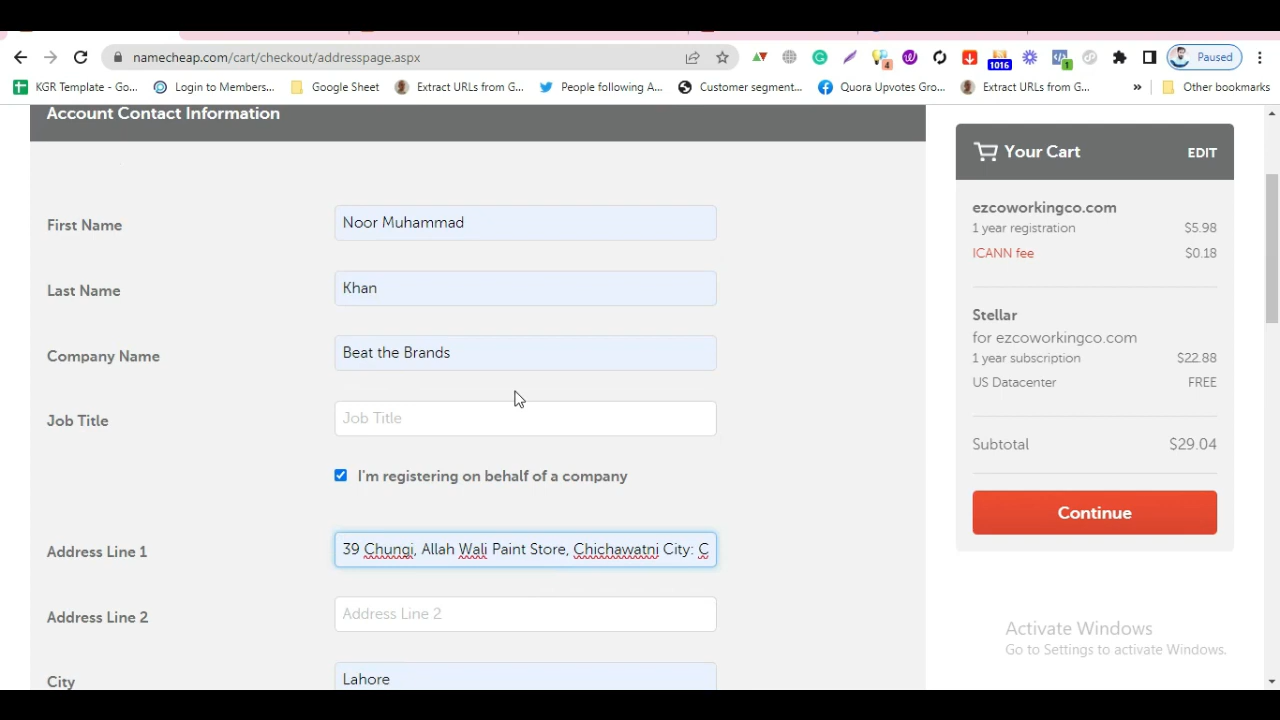 namecheap.com/cart/checkout/addresspage.aspx
4
1016
1
Paused
KGR Template - Go...
Login to Members...
Google Sheet
Extract URLs from G...
People following A...
Customer segment...
Quora Upvotes Gro...
Extract URLs from G...
»
Other bookmarks
Account Contact Information
First Name
Noor Muhammad
Last Name
Khan
Company Name
Beat the Brands
Job Title
Job Title
I'm registering on behalf of a company
Address Line 1
39 Chungi, Allah Wali Paint Store, Chichawatni City: C
Address Line 2
Address Line 2
City
Lahore
Your Cart
EDIT
ezcoworkingco.com
1 year registration $5.98
ICANN fee $0.18
Stellar
for ezcoworkingco.com
1 year subscription $22.88
US Datacenter FREE
Subtotal $29.04
Continue
Activate Windows
Go to Settings to activate Windows.